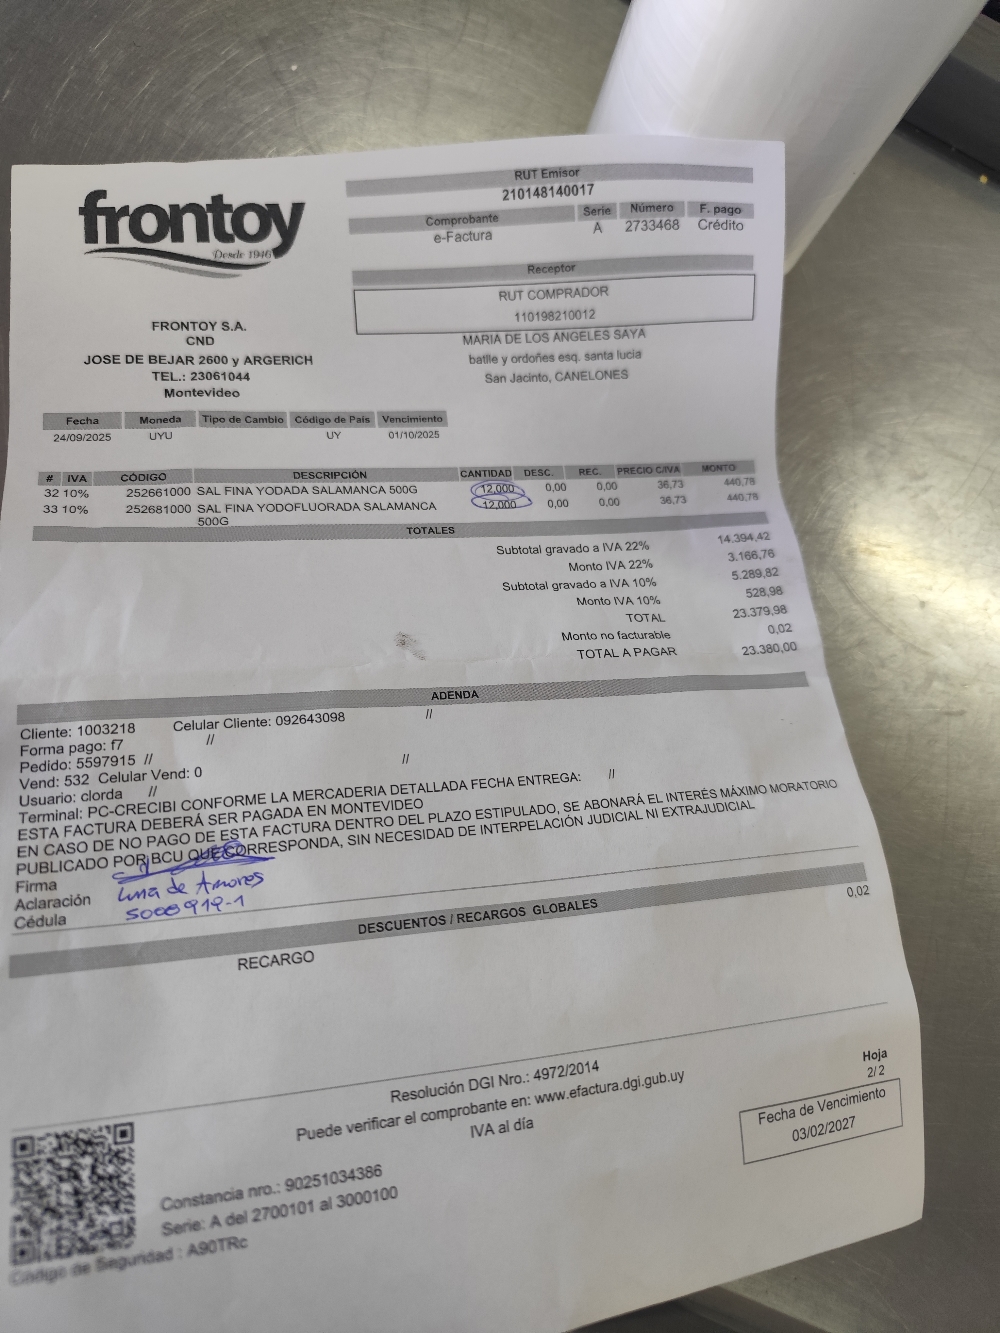 frontoy
Desde 1946
RUT Emisor
210148140017
Comprobante Serie Número F. pago
e-Factura A 2733468 Crédito
Receptor
RUT COMPRADOR
110198210012
MARIA DE LOS ANGELES SAYA
batlle y ordoñes esq. santa lucia
San Jacinto, CANELONES
FRONTOY S.A.
CND
JOSE DE BEJAR 2600 y ARGERICH
TEL.: 23061044
Montevideo
Fecha Moneda Tipo de Cambio Código de País Vencimiento
24/09/2025 UYU UY 01/10/2025
# IVA CÓDIGO DESCRIPCIÓN CANTIDAD DESC. REC. PRECIO C/IVA MONTO
32 10% 252661000 SAL FINA YODADA SALAMANCA 500G 12,000 0,00 0,00 36,73 440,78
33 10% 252681000 SAL FINA YODOFLUORADA SALAMANCA 12,000 0,00 0,00 36,73 440,78
500G
TOTALES
Subtotal gravado a IVA 22% 14.394,42
Monto IVA 22% 3.166,76
Subtotal gravado a IVA 10% 5.289,82
Monto IVA 10% 528,98
TOTAL 23.379,98
Monto no facturable 0,02
TOTAL A PAGAR 23.380,00
ADENDA
Cliente: 1003218 Celular Cliente: 092643098 //
Forma pago: f7 //
Pedido: 5597915 // //
Vend: 532 Celular Vend: 0
Usuario: clorda //
Terminal: PC-CRECIBI CONFORME LA MERCADERIA DETALLADA FECHA ENTREGA: //
ESTA FACTURA DEBERÁ SER PAGADA EN MONTEVIDEO
EN CASO DE NO PAGO DE ESTA FACTURA DENTRO DEL PLAZO ESTIPULADO, SE ABONARÁ EL INTERÉS MÁXIMO MORATORIO
PUBLICADO POR BCU QUE CORRESPONDA, SIN NECESIDAD DE INTERPELACIÓN JUDICIAL NI EXTRAJUDICIAL
Firma
Aclaración Luna de Amores
Cédula 5008919-1
DESCUENTOS / RECARGOS GLOBALES
RECARGO 0,02
Resolución DGI Nro.: 4972/2014
Puede verificar el comprobante en: www.efactura.dgi.gub.uy
IVA al día
Hoja
2/2
Fecha de Vencimiento
03/02/2027
Constancia nro.: 90251034386
Serie: A del 2700101 al 3000100
Código de Seguridad : A90TRc